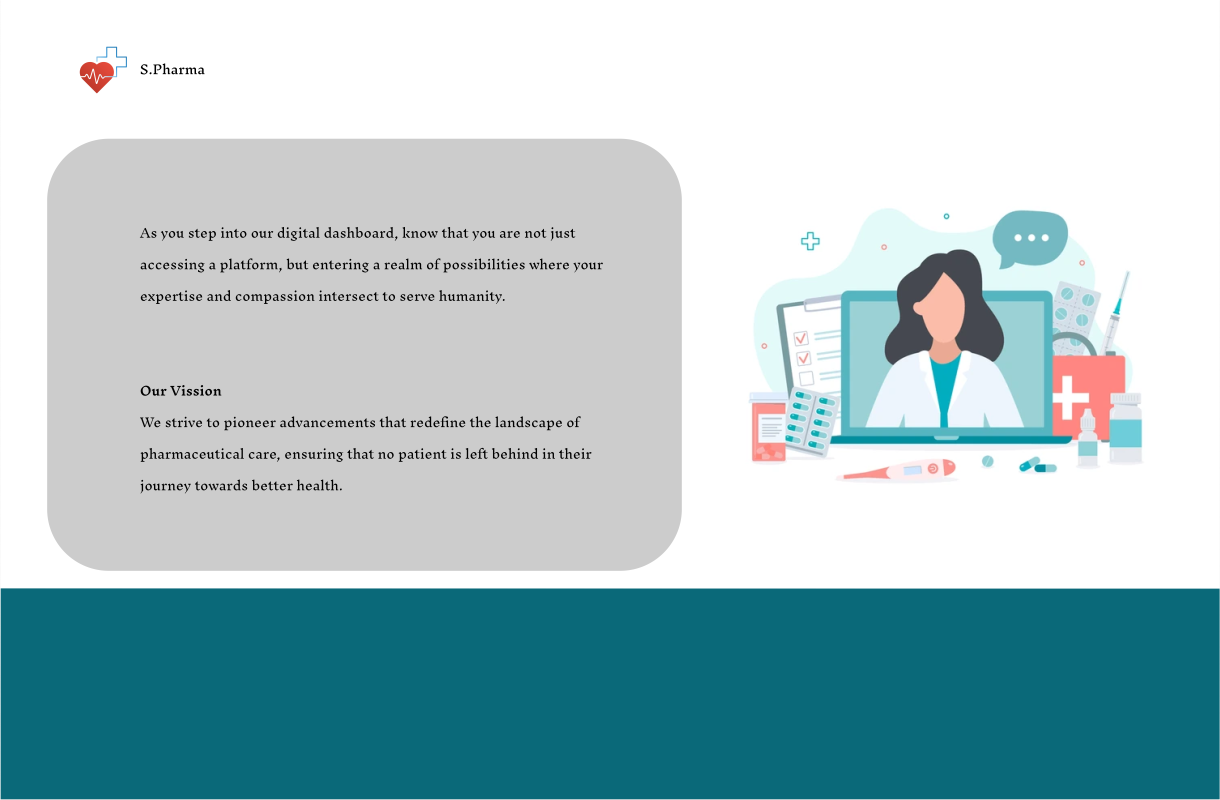 S.Pharma
As you step into our digital dashboard, know that you are not just
accessing a platform, but entering a realm of possibilities where your
expertise and compassion intersect to serve humanity.
Our Vission
We strive to pioneer advancements that redefine the landscape of
pharmaceutical care, ensuring that no patient is left behind in their
journey towards better health.